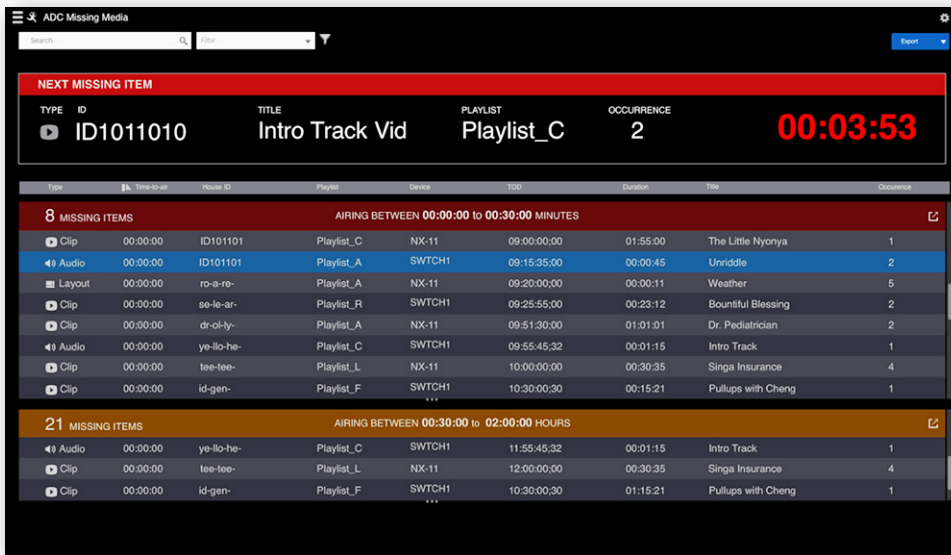 ADC Missing Media
Search Filter Export
NEXT MISSING ITEM
TYPE ID TITLE PLAYLIST OCCURRENCE
ID1011010 Intro Track Vid Playlist_C 2 00:03:53
Type Time-to-air House ID Playlist Device TOD Duration Title Occurence
8 MISSING ITEMS AIRING BETWEEN 00:00:00 to 00:30:00 MINUTES
Clip 00:00:00 ID101101 Playlist_C NX-11 09:00:00;00 01:55:00 The Little Nyonya 1
Audio 00:00:00 ID101101 Playlist_A SWTCH1 09:15:35;00 00:00:45 Unriddle 2
Layout 00:00:00 ro-a-re- Playlist_A NX-11 09:20:00;00 00:00:11 Weather 5
Clip 00:00:00 se-le-ar- Playlist_R SWTCH1 09:25:55;00 00:23:12 Bountiful Blessing 2
Clip 00:00:00 dr-ol-ly- Playlist_A NX-11 09:51:30;00 01:01:01 Dr. Pediatrician 2
Audio 00:00:00 ye-llo-he- Playlist_C SWTCH1 09:55:45;32 00:01:15 Intro Track 1
Clip 00:00:00 tee-tee- Playlist_L NX-11 10:00:00;00 00:30:35 Singa Insurance 4
Clip 00:00:00 id-gen- Playlist_F SWTCH1 10:30:00;30 00:15:21 Pullups with Cheng 1
21 MISSING ITEMS AIRING BETWEEN 00:30:00 to 02:00:00 HOURS
Audio 00:00:00 ye-llo-he- Playlist_C SWTCH1 11:55:45;32 00:01:15 Intro Track 1
Clip 00:00:00 tee-tee- Playlist_L NX-11 12:00:00;00 00:30:35 Singa Insurance 4
Clip 00:00:00 id-gen- Playlist_F SWTCH1 10:30:00;30 01:15:21 Pullups with Cheng 1